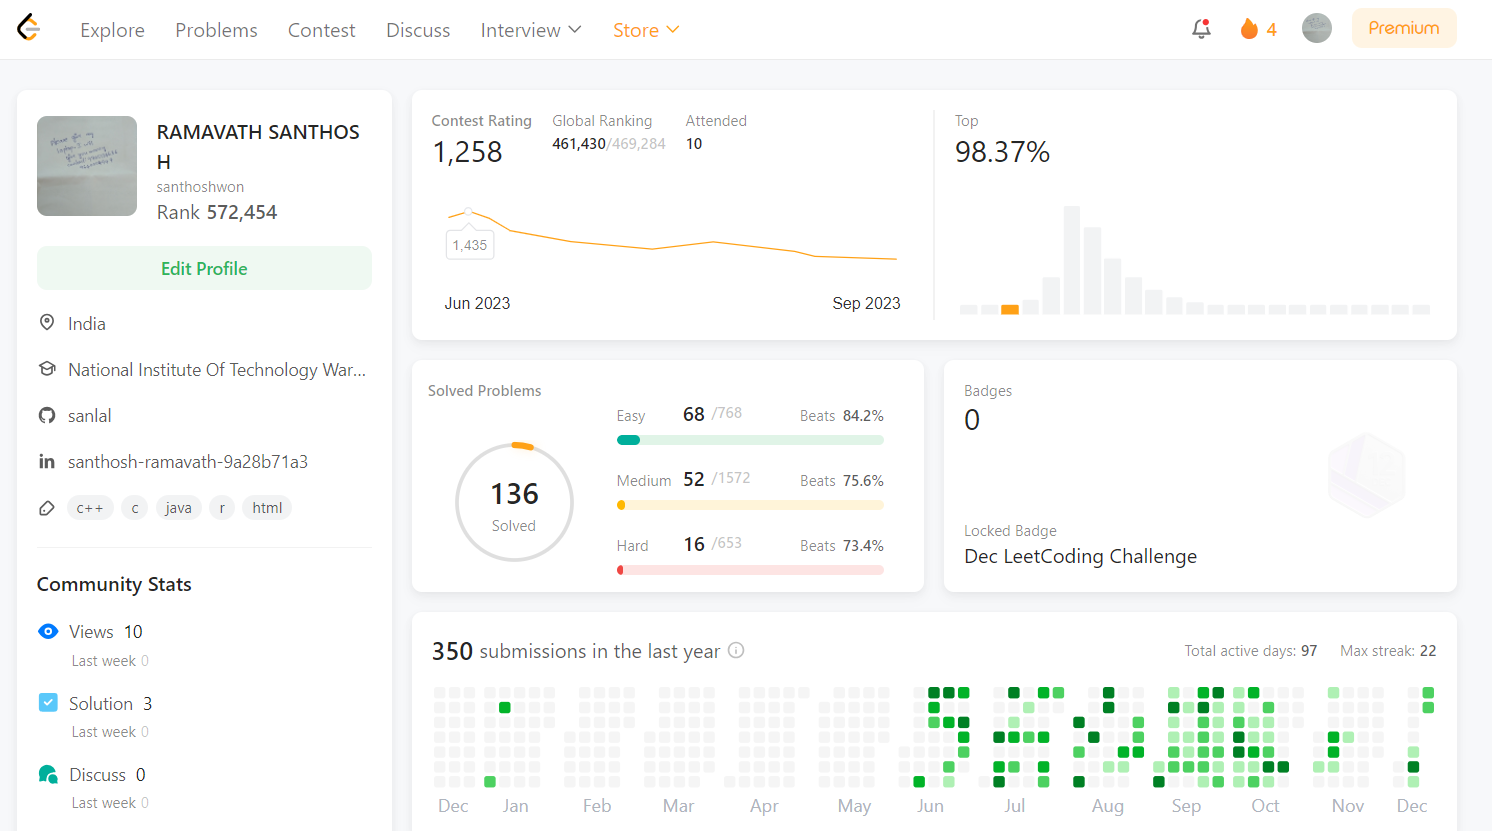 Explore Problems Contest Discuss Interview Store 4 Premium
RAMAVATH SANTHOS
H
santhoshwon
Rank 572,454
Edit Profile
India
National Institute Of Technology War...
sanlal
santhosh-ramavath-9a28b71a3
c++ c java r html
Community Stats
Views 10
Last week 0
Solution 3
Last week 0
Discuss 0
Last week 0
Contest Rating Global Ranking Attended
1,258 461,430/469,284 10
1,435
Jun 2023 Sep 2023
Top
98.37%
Solved Problems
136
Solved
Easy 68 /768 Beats 84.2%
Medium 52 /1572 Beats 75.6%
Hard 16 /653 Beats 73.4%
Badges
0
Locked Badge
Dec LeetCoding Challenge
350 submissions in the last year Total active days: 97 Max streak: 22
Dec Jan Feb Mar Apr May Jun Jul Aug Sep Oct Nov Dec